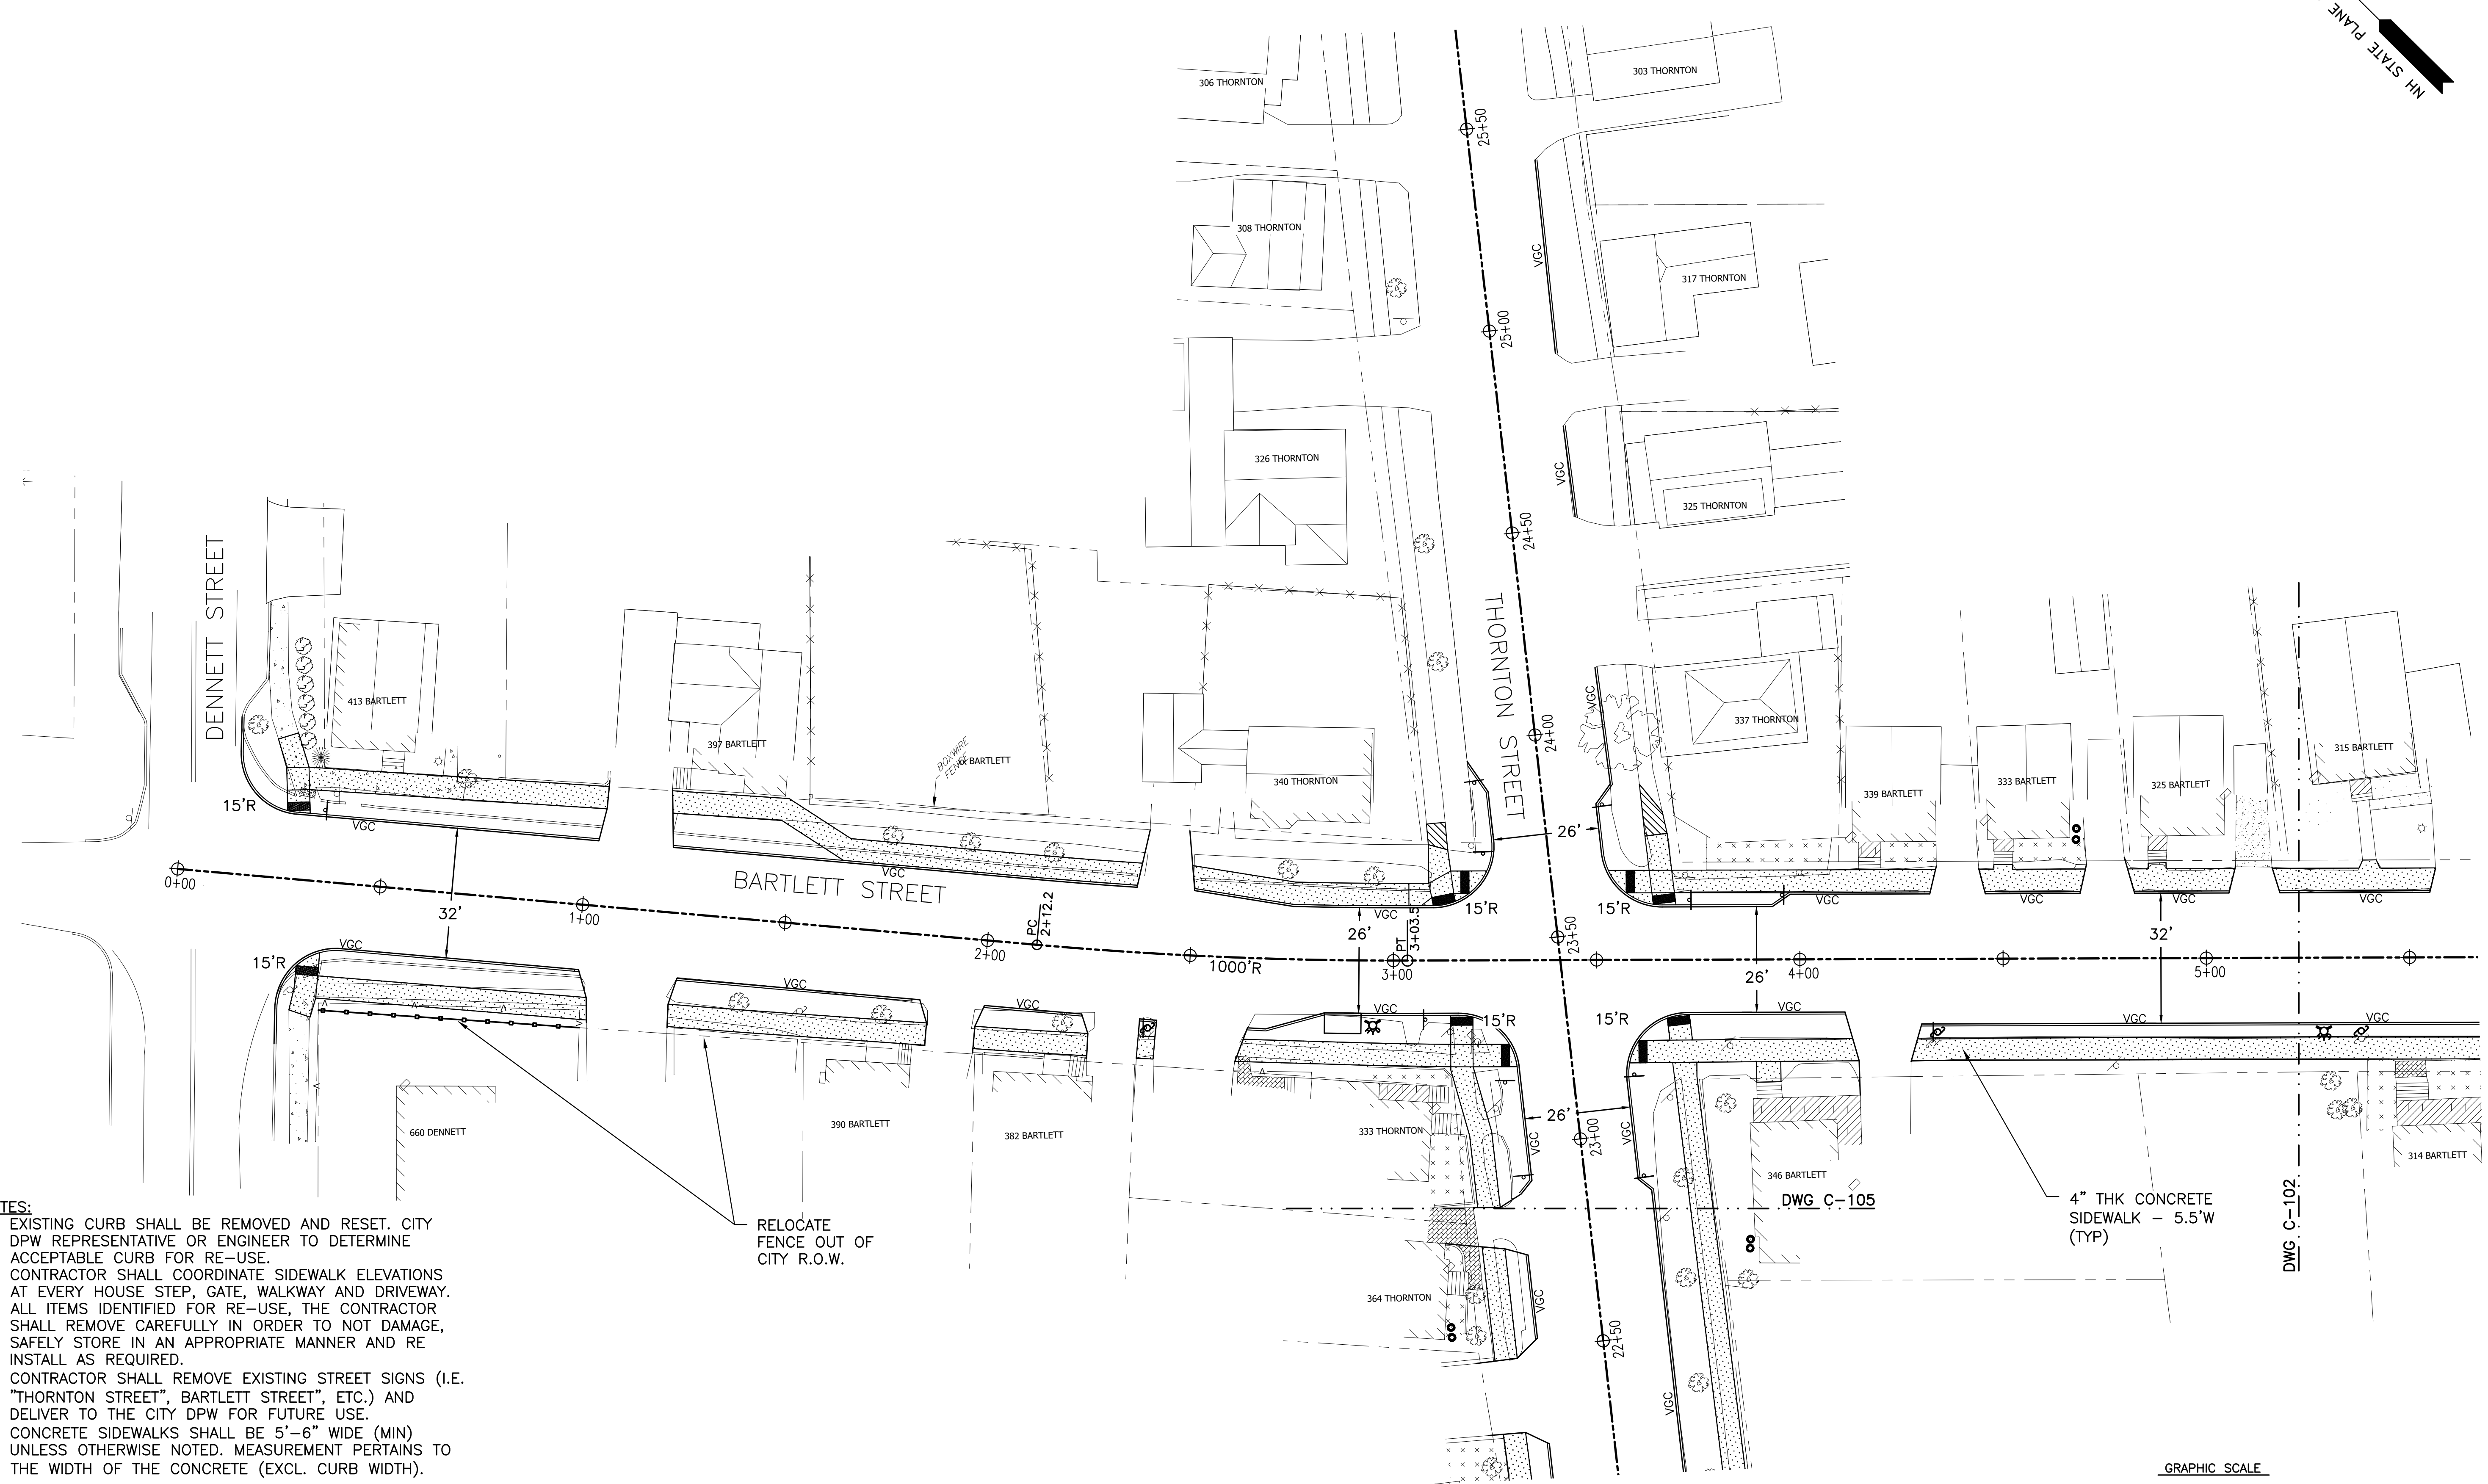 NH STATE PLANE
306 THORNTON
303 THORNTON
25+50
308 THORNTON
VGC
317 THORNTON
25+00
326 THORNTON
VGC
325 THORNTON
24+50
DENNETT STREET
THORNTON STREET
413 BARTLETT
397 BARTLETT
BOXWIRE
FENCE
xx BARTLETT
340 THORNTON
24+00
VGC
337 THORNTON
339 BARTLETT
333 BARTLETT
325 BARTLETT
315 BARTLETT
15'R
VGC
VGC
26'
0+00
32'
1+00
BARTLETT STREET
2+00
PC
2+12.2
1000'R
26'
VGC
PT
3+03.5
3+00
15'R
23+50
15'R
VGC
26'
4+00
VGC
VGC
32'
VGC
5+00
15'R
VGC
VGC
VGC
VGC
15'R
15'R
VGC
VGC
VGC
660 DENNETT
390 BARTLETT
382 BARTLETT
333 THORNTON
26'
VGC
23+00
VGC
346 BARTLETT
314 BARTLETT
DWG C-105
DWG C-102
4" THK CONCRETE
SIDEWALK - 5.5'W
(TYP)
RELOCATE
FENCE OUT OF
CITY R.O.W.
364 THORNTON
VGC
22+50
VGC
TES:
EXISTING CURB SHALL BE REMOVED AND RESET. CITY
DPW REPRESENTATIVE OR ENGINEER TO DETERMINE
ACCEPTABLE CURB FOR RE-USE.
CONTRACTOR SHALL COORDINATE SIDEWALK ELEVATIONS
AT EVERY HOUSE STEP, GATE, WALKWAY AND DRIVEWAY.
ALL ITEMS IDENTIFIED FOR RE-USE, THE CONTRACTOR
SHALL REMOVE CAREFULLY IN ORDER TO NOT DAMAGE,
SAFELY STORE IN AN APPROPRIATE MANNER AND RE
INSTALL AS REQUIRED.
CONTRACTOR SHALL REMOVE EXISTING STREET SIGNS (I.E.
"THORNTON STREET", BARTLETT STREET", ETC.) AND
DELIVER TO THE CITY DPW FOR FUTURE USE.
CONCRETE SIDEWALKS SHALL BE 5'-6" WIDE (MIN)
UNLESS OTHERWISE NOTED. MEASUREMENT PERTAINS TO
THE WIDTH OF THE CONCRETE (EXCL. CURB WIDTH).
GRAPHIC SCALE